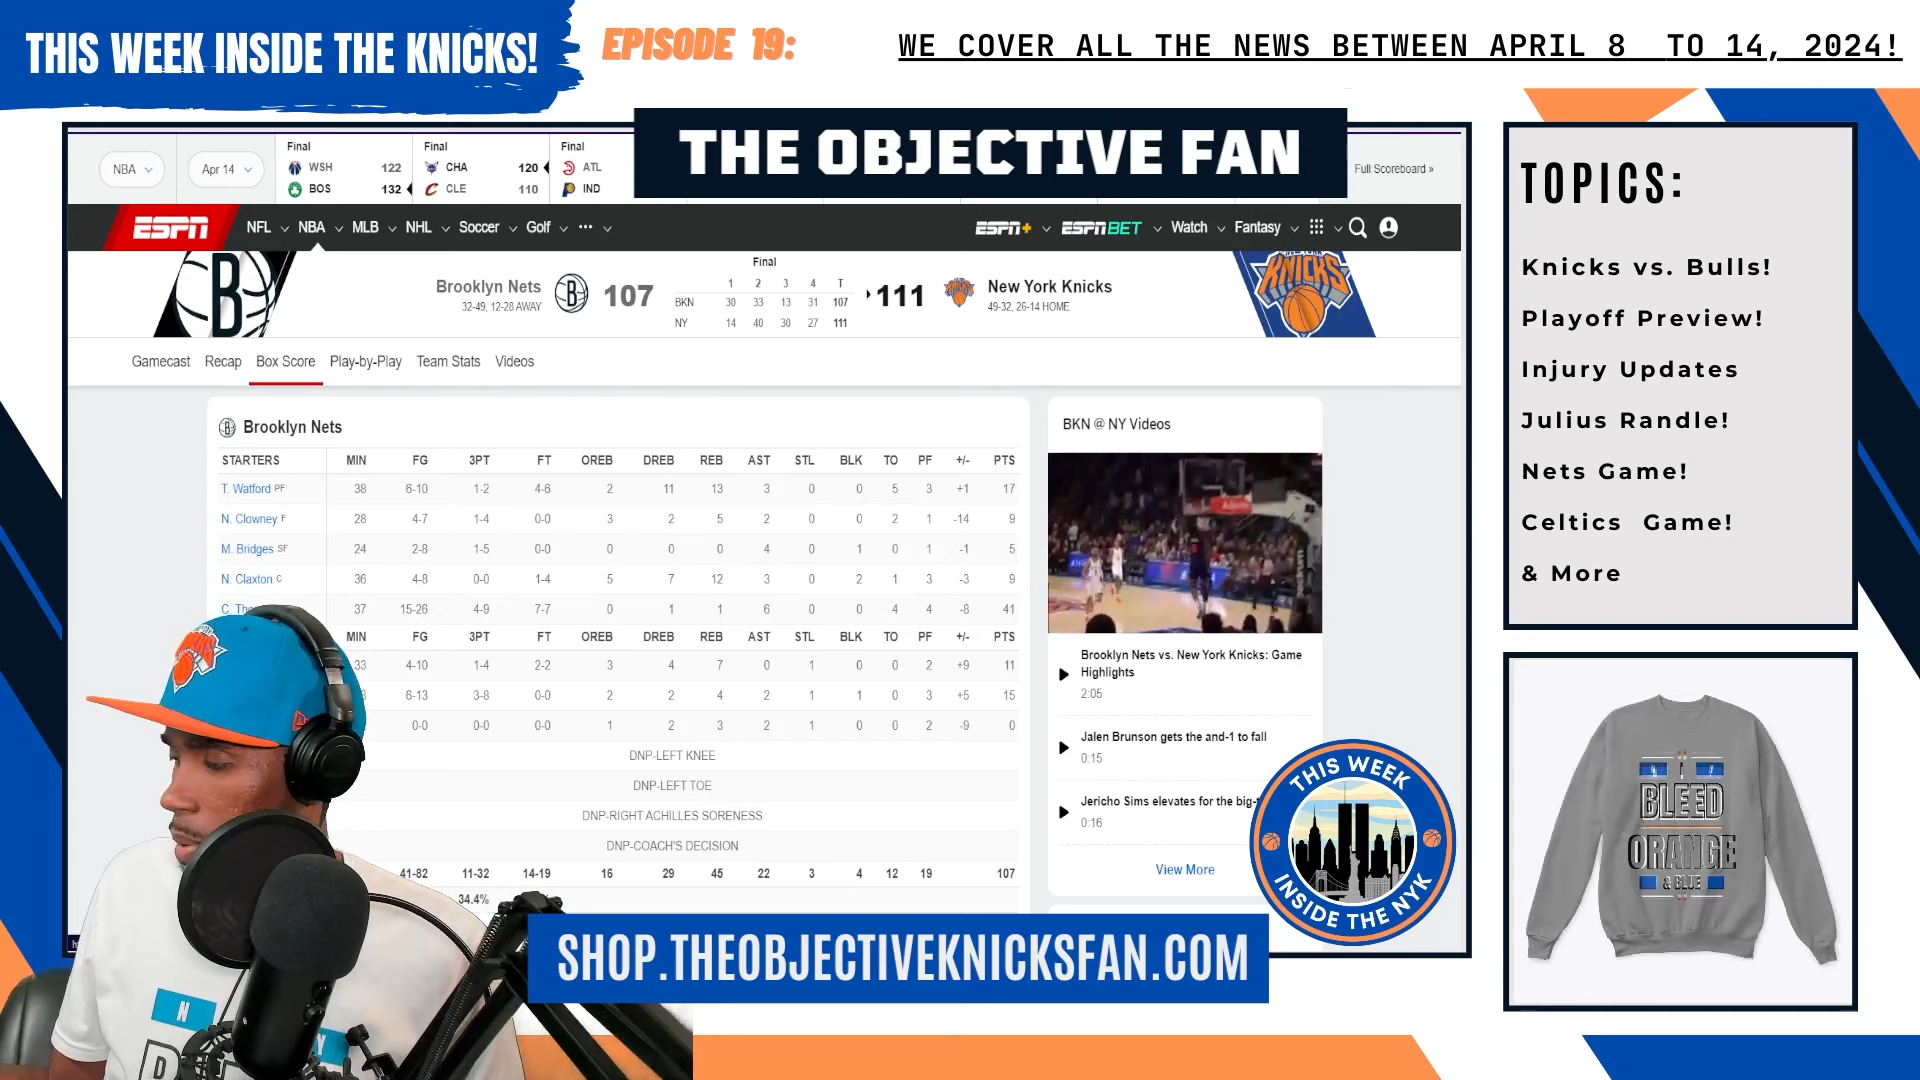 THIS WEEK INSIDE THE KNICKS!
EPISODE 19:
WE COVER ALL THE NEWS BETWEEN APRIL 8 TO 14, 2024!
THE OBJECTIVE FAN
NBA
Apr 14
Final
WSH 122
BOS 132
Final
CHA 120
CLE 110
Final
ATL
IND
Full Scoreboard »
ESPN NFL NBA MLB NHL Soccer Golf ••• ESPN+ ESPN BET Watch Fantasy
Brooklyn Nets
32-49, 12-28 AWAY
B
107
Final
1 2 3 4 T
BKN 30 33 13 31 107
NY 14 40 30 27 111
111
New York Knicks
49-32, 26-14 HOME
KNICKS
Gamecast Recap Box Score Play-by-Play Team Stats Videos
Brooklyn Nets
STARTERS MIN FG 3PT FT OREB DREB REB AST STL BLK TO PF +/- PTS
T. Watford PF 38 6-10 1-2 4-6 2 11 13 3 0 0 5 3 +1 17
N. Clowney F 28 4-7 1-4 0-0 3 2 5 2 0 0 2 1 -14 9
M. Bridges SF 24 2-8 1-5 0-0 0 0 0 4 0 1 0 1 -1 5
N. Claxton C 36 4-8 0-0 1-4 5 7 12 3 0 2 1 3 -3 9
C. 37 15-26 4-9 7-7 0 1 1 6 0 0 4 4 -8 41
MIN FG 3PT FT OREB DREB REB AST STL BLK TO PF +/- PTS
33 4-10 1-4 2-2 3 4 7 0 1 0 0 2 +9 11
6-13 3-8 0-0 2 2 4 2 1 1 0 3 +5 15
0-0 0-0 0-0 1 2 3 2 1 0 0 2 -9 0
DNP-LEFT KNEE
DNP-LEFT TOE
DNP-RIGHT ACHILLES SORENESS
DNP-COACH'S DECISION
41-82 11-32 14-19 16 29 45 22 3 4 12 19 107
34.4%
BKN @ NY Videos
Brooklyn Nets vs. New York Knicks: Game
Highlights
2:05
Jalen Brunson gets the and-1 to fall
0:15
Jericho Sims elevates for the big-
0:16
View More
THIS WEEK
INSIDE THE NYK
SHOP.THEOBJECTIVEKNICKSFAN.COM
TOPICS:
Knicks vs. Bulls!
Playoff Preview!
Injury Updates
Julius Randle!
Nets Game!
Celtics Game!
& More
N I Y
BLEED
ORANGE
& BLUE
N
Y